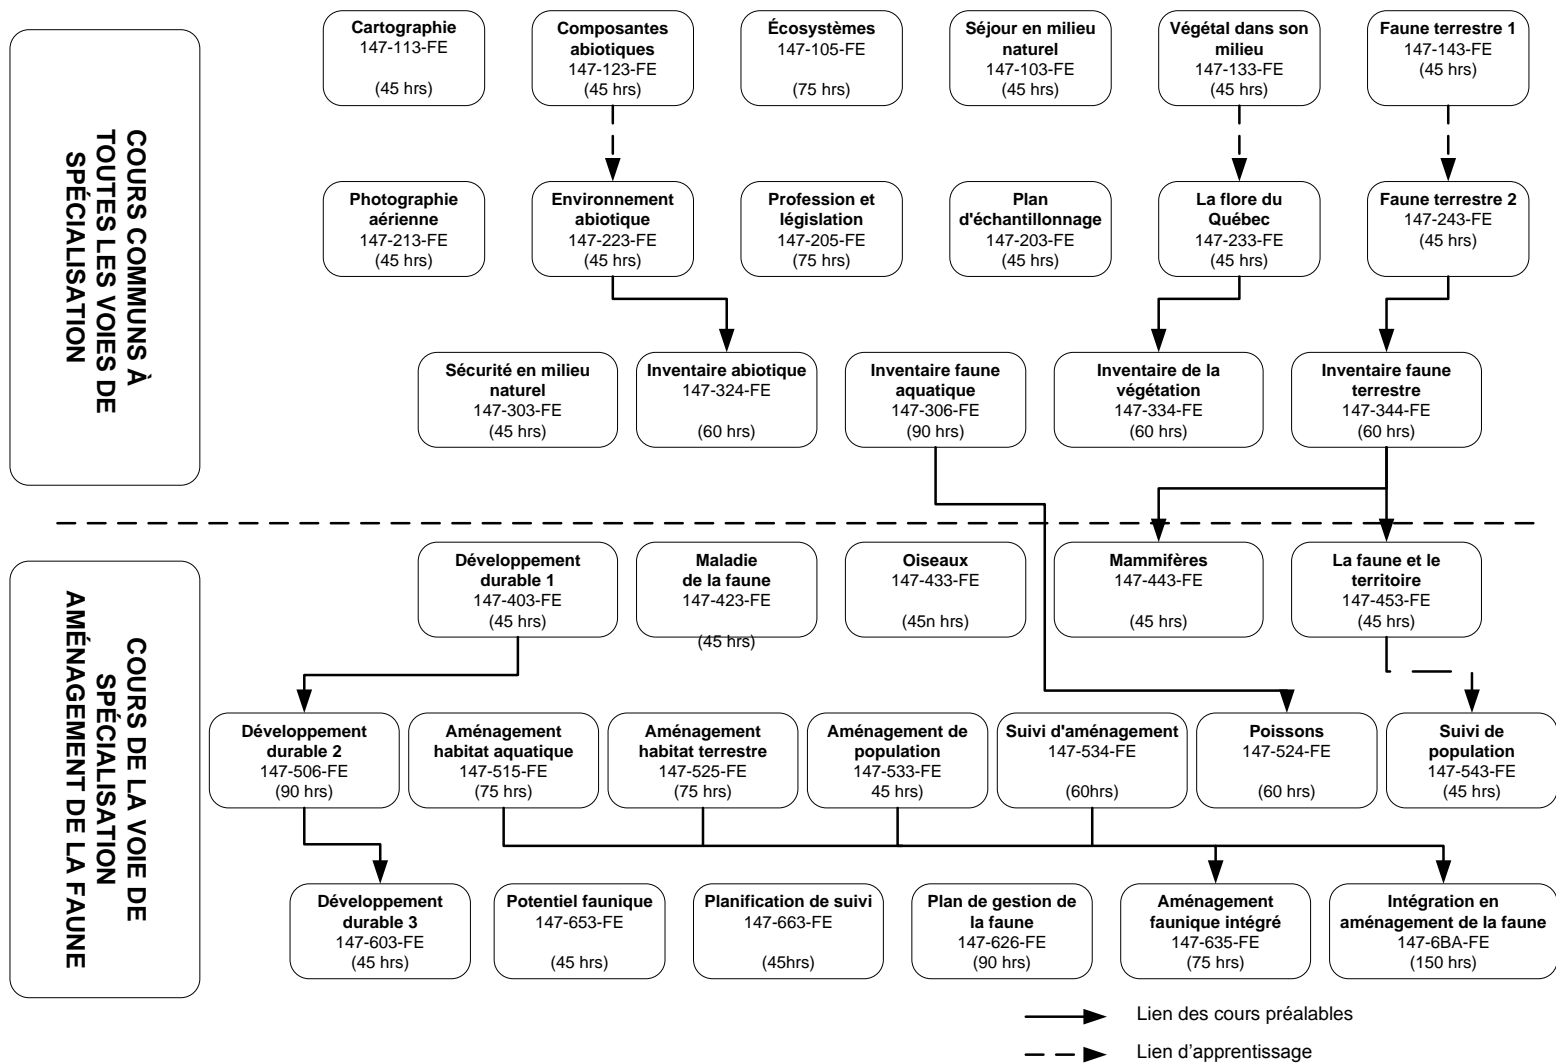 COURS COMMUNS À
TOUTES LES VOIES DE
SPÉCIALISATION
Cartographie
147-113-FE
(45 hrs)
Composantes
abiotiques
147-123-FE
(45 hrs)
Écosystèmes
147-105-FE
(75 hrs)
Séjour en milieu
naturel
147-103-FE
(45 hrs)
Végétal dans son
milieu
147-133-FE
(45 hrs)
Faune terrestre 1
147-143-FE
(45 hrs)
Photographie
aérienne
147-213-FE
(45 hrs)
Environnement
abiotique
147-223-FE
(45 hrs)
Profession et
législation
147-205-FE
(75 hrs)
Plan
d'échantillonnage
147-203-FE
(45 hrs)
La flore du
Québec
147-233-FE
(45 hrs)
Faune terrestre 2
147-243-FE
(45 hrs)
Sécurité en milieu
naturel
147-303-FE
(45 hrs)
Inventaire abiotique
147-324-FE
(60 hrs)
Inventaire faune
aquatique
147-306-FE
(90 hrs)
Inventaire de la
végétation
147-334-FE
(60 hrs)
Inventaire faune
terrestre
147-344-FE
(60 hrs)
COURS DE LA VOIE DE
SPÉCIALISATION
AMÉNAGEMENT DE LA FAUNE
Développement
durable 1
147-403-FE
(45 hrs)
Maladie
de la faune
147-423-FE
(45 hrs)
Oiseaux
147-433-FE
(45n hrs)
Mammifères
147-443-FE
(45 hrs)
La faune et le
territoire
147-453-FE
(45 hrs)
Développement
durable 2
147-506-FE
(90 hrs)
Aménagement
habitat aquatique
147-515-FE
(75 hrs)
Aménagement
habitat terrestre
147-525-FE
(75 hrs)
Aménagement de
population
147-533-FE
45 hrs)
Suivi d'aménagement
147-534-FE
(60hrs)
Poissons
147-524-FE
(60 hrs)
Suivi de
population
147-543-FE
(45 hrs)
Développement
durable 3
147-603-FE
(45 hrs)
Potentiel faunique
147-653-FE
(45 hrs)
Planification de suivi
147-663-FE
(45hrs)
Plan de gestion de
la faune
147-626-FE
(90 hrs)
Aménagement
faunique intégré
147-635-FE
(75 hrs)
Intégration en
aménagement de la faune
147-6BA-FE
(150 hrs)
Lien des cours préalables
Lien d'apprentissage